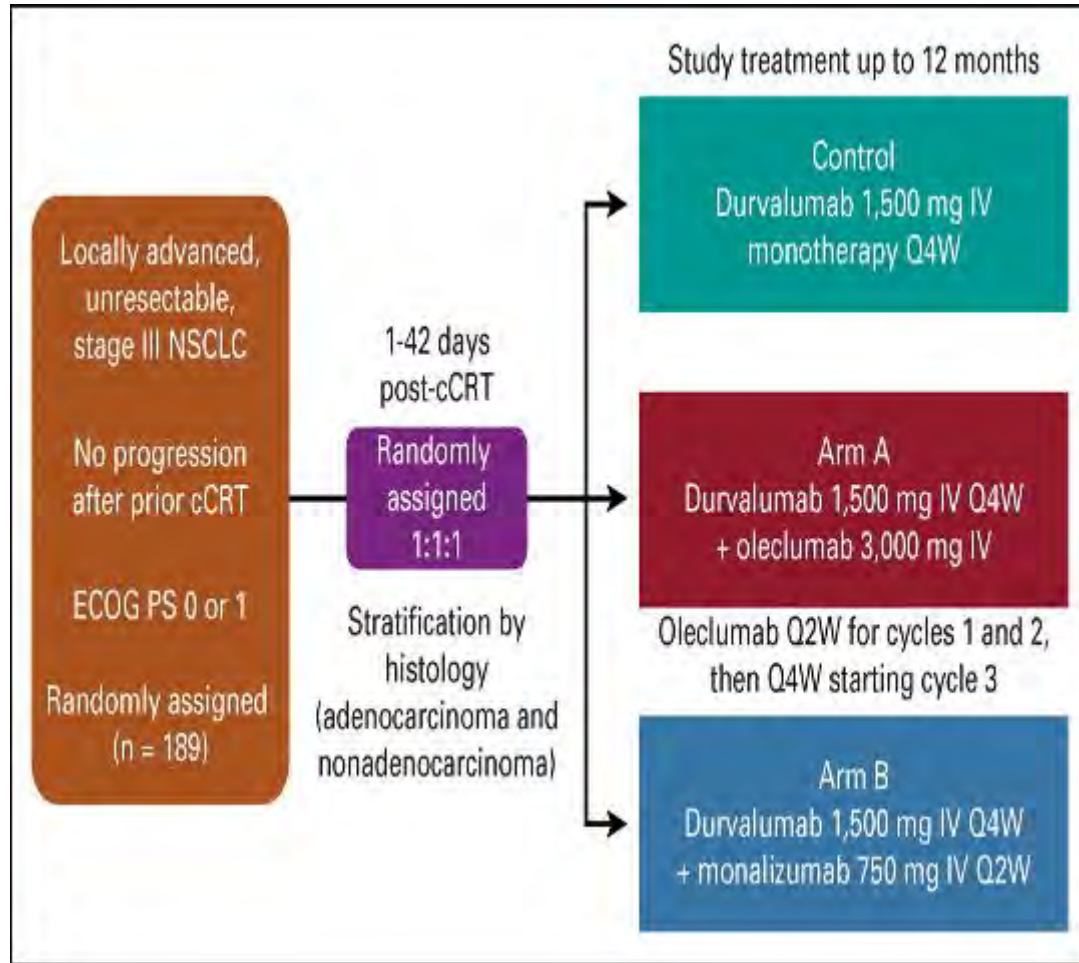 Locally advanced,
unresectable,
stage III NSCLC
No progression
after prior cCRT
ECOG PS 0 or 1
Randomly assigned
(n = 189)
1-42 days
post-cCRT
Randomly
assigned
1:1:1
Stratification by
histology
(adenocarcinoma and
nonadenocarcinoma)
Study treatment up to 12 months
Control
Durvalumab 1,500 mg IV
monotherapy Q4W
Arm A
Durvalumab 1,500 mg IV Q4W
+ oleclumab 3,000 mg IV
Oleclumab Q2W for cycles 1 and 2,
then Q4W starting cycle 3
Arm B
Durvalumab 1,500 mg IV Q4W
+ monalizumab 750 mg IV Q2W